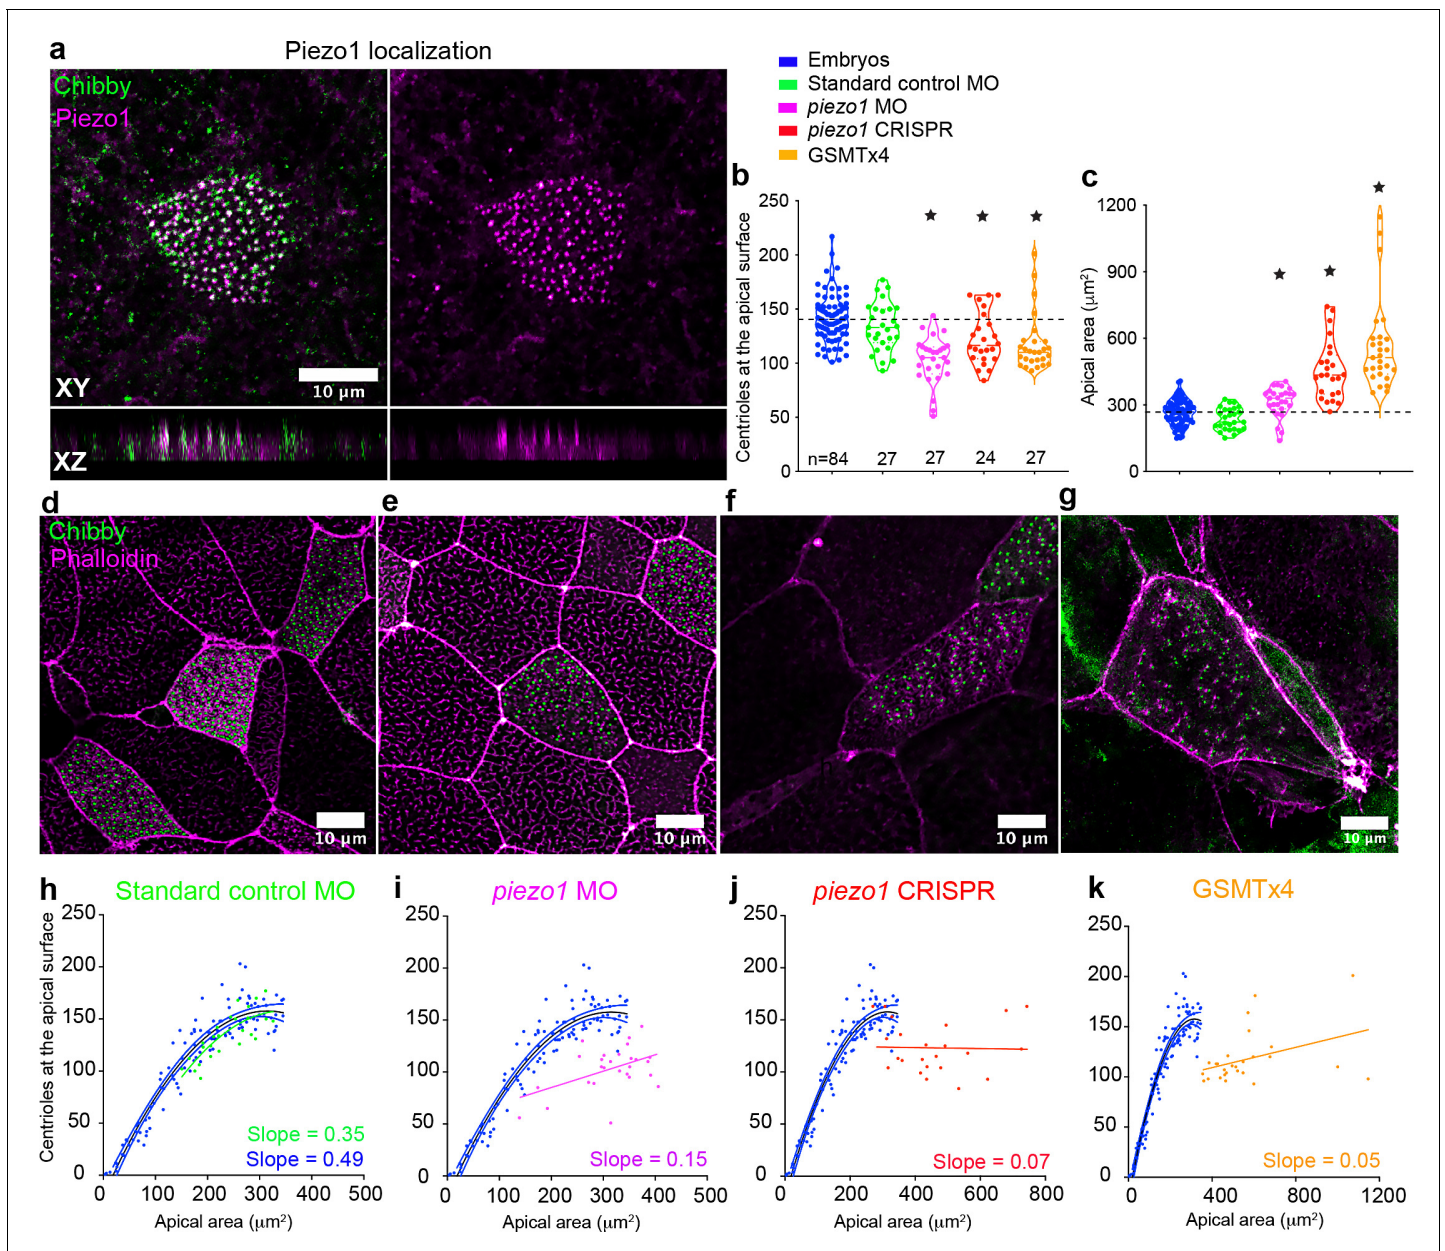 a
Piezo1 localization
Chibby
Piezo1
XY
10 µm
XZ
Embryos
Standard control MO
piezo1 MO
piezo1 CRISPR
GSMTx4
b
Centrioles at the apical surface
250
200
150
100
50
0
n=84 27 27 24 27
c
Apical area (µm²)
1200
900
600
300
0
d
Chibby
Phalloidin
10 µm
e
10 µm
f
10 µm
g
10 µm
h
Standard control MO
Centrioles at the apical surface
250
200
150
100
50
0
Slope = 0.35
Slope = 0.49
0 100 200 300 400 500
Apical area (µm²)
i
piezo1 MO
250
200
150
100
50
0
Slope = 0.15
0 100 200 300 400 500
Apical area (µm²)
j
piezo1 CRISPR
250
200
150
100
50
0
Slope = 0.07
0 200 400 600 800
Apical area (µm²)
k
GSMTx4
250
200
150
100
50
0
Slope = 0.05
0 400 800 1200
Apical area (µm²)